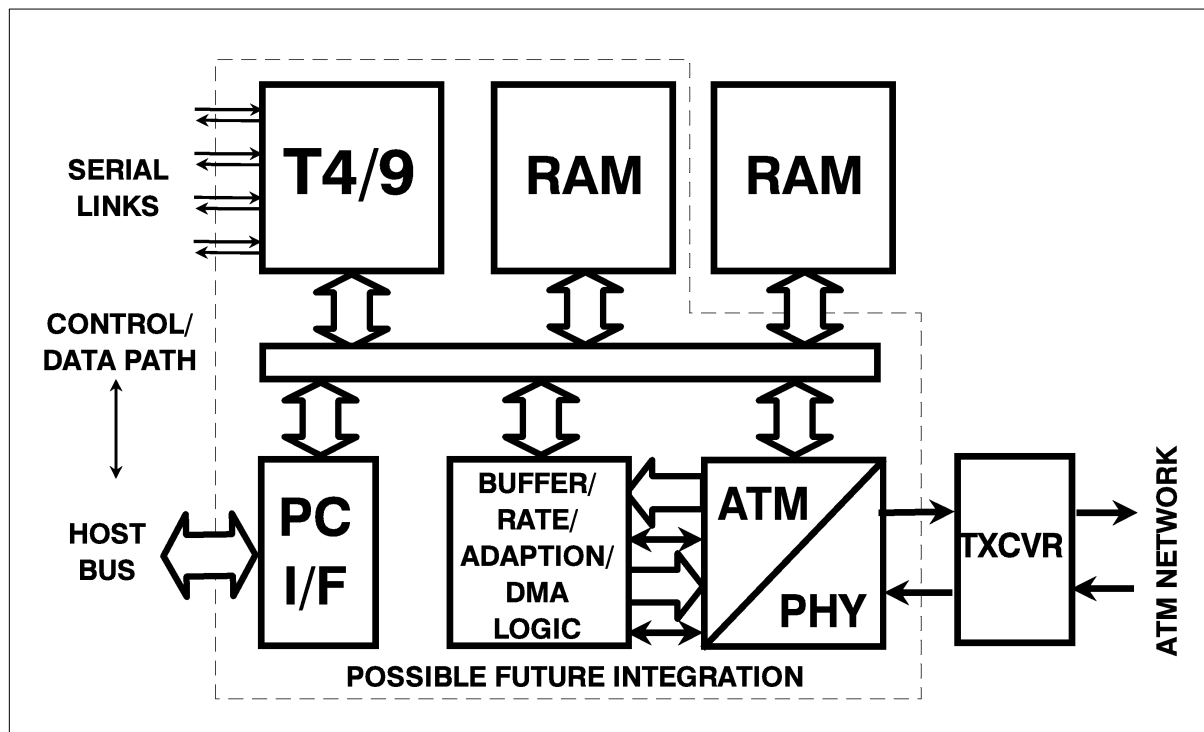 T4/9
RAM
RAM
SERIAL
LINKS
CONTROL/
DATA PATH
HOST
BUS
PC
I/F
BUFFER/
RATE/
ADAPTION/
DMA
LOGIC
ATM
PHY
TXCVR
ATM NETWORK
POSSIBLE FUTURE INTEGRATION